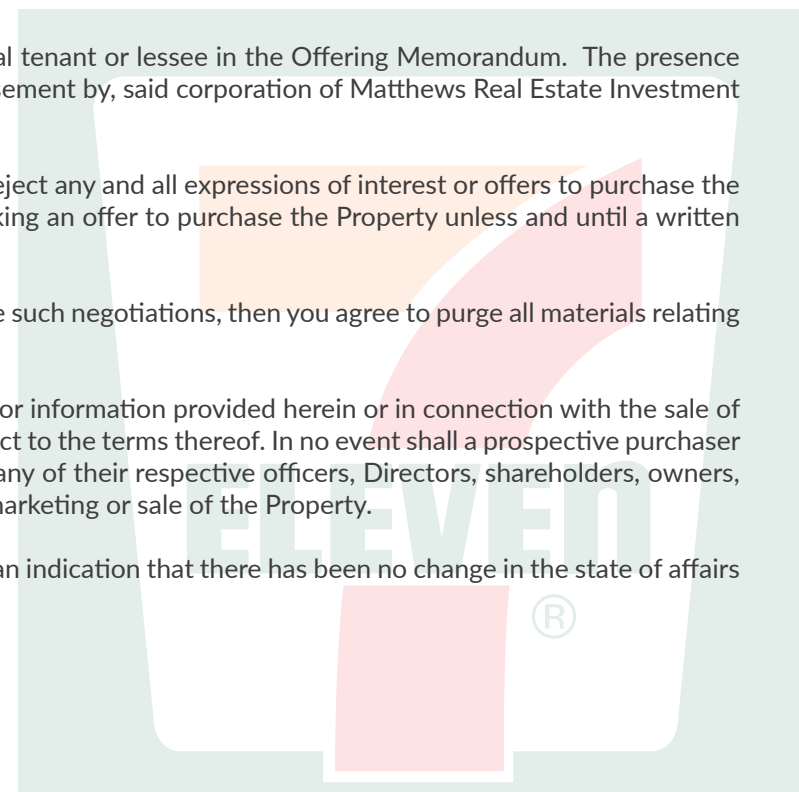 al tenant or lessee in the Offering Memorandum.  The presence
sement by, said corporation of Matthews Real Estate Investment
eject any and all expressions of interest or offers to purchase the
king an offer to purchase the Property unless and until a written
e such negotiations, then you agree to purge all materials relating
or information provided herein or in connection with the sale of
ct to the terms thereof. In no event shall a prospective purchaser
any of their respective officers, Directors, shareholders, owners,
marketing or sale of the Property.
an indication that there has been no change in the state of affairs
7
ELEVEn
®